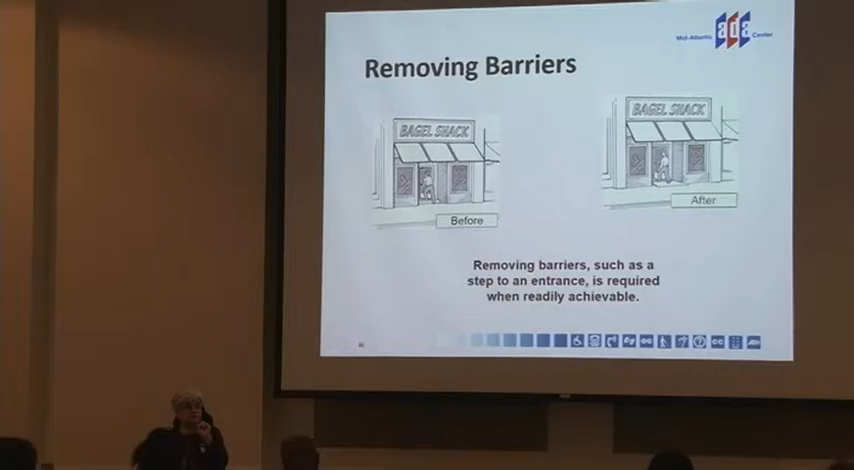 Mid-Atlantic ada Center
Removing Barriers
BAGEL SHACK
BAGEL SHACK
Before
After
Removing barriers, such as a
step to an entrance, is required
when readily achievable.